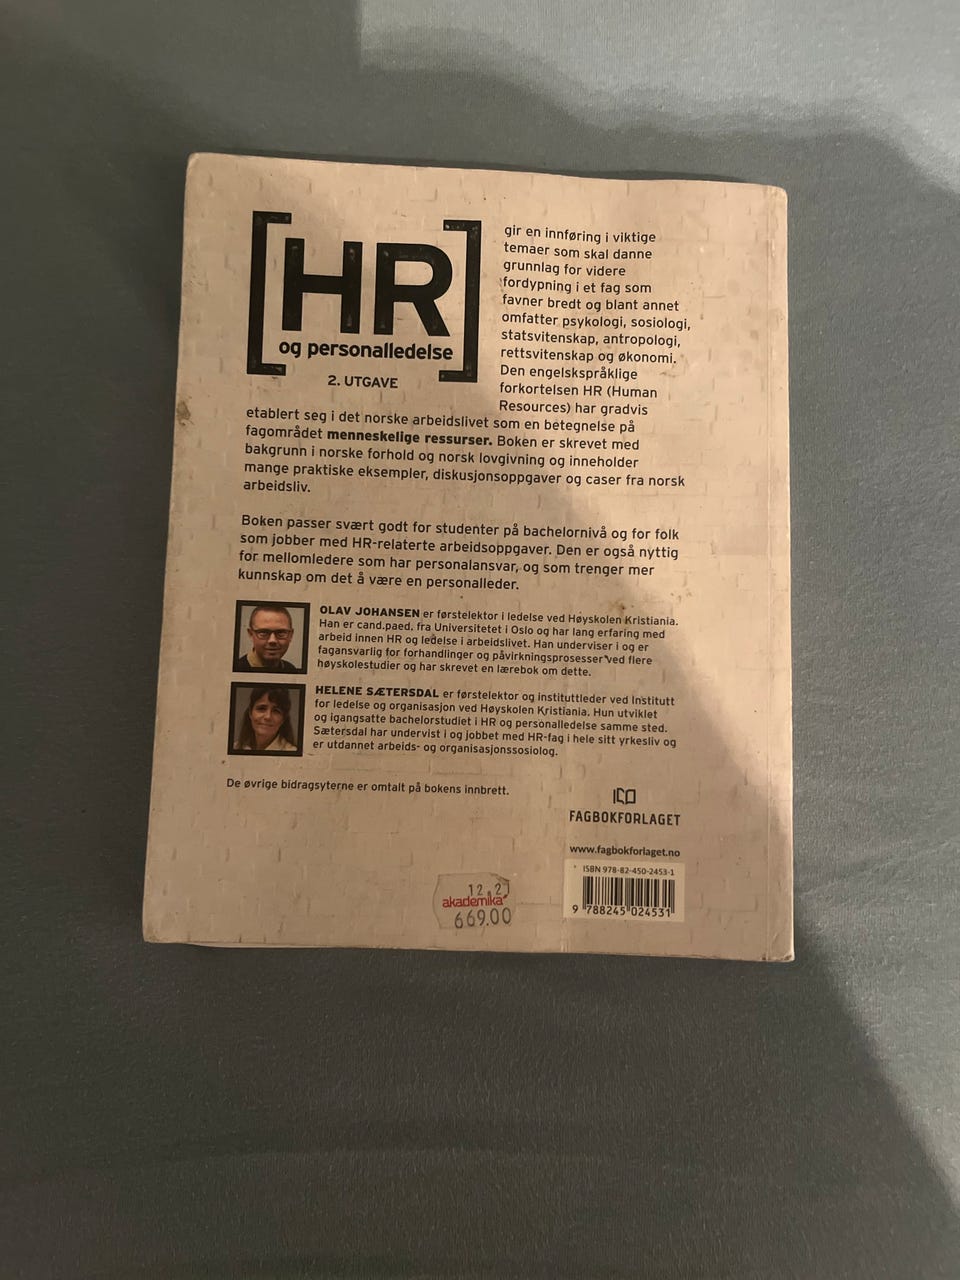 [HR]
og personalledelse
2. UTGAVE
gir en innføring i viktige
temaer som skal danne
grunnlag for videre
fordypning i et fag som
favner bredt og blant annet
omfatter psykologi, sosiologi,
statsvitenskap, antropologi,
rettsvitenskap og økonomi.
Den engelskspråklige
forkortelsen HR (Human
Resources) har gradvis
etablert seg i det norske arbeidslivet som en betegnelse på
fagområdet menneskelige ressurser. Boken er skrevet med
bakgrunn i norske forhold og norsk lovgivning og inneholder
mange praktiske eksempler, diskusjonsoppgaver og caser fra norsk
arbeidsliv.
Boken passer svært godt for studenter på bachelornivå og for folk
som jobber med HR-relaterte arbeidsoppgaver. Den er også nyttig
for mellomledere som har personalansvar, og som trenger mer
kunnskap om det å være en personalleder.
OLAV JOHANSEN er førstelektor i ledelse ved Høyskolen Kristiania.
Han er cand.paed. fra Universitetet i Oslo og har lang erfaring med
arbeid innen HR og ledelse i arbeidslivet. Han underviser i og er
fagansvarlig for forhandlinger og påvirkningsprosesser ved flere
høyskolestudier og har skrevet en lærebok om dette.
HELENE SÆTERSDAL er førstelektor og instituttleder ved Institutt
for ledelse og organisasjon ved Høyskolen Kristiania. Hun utviklet
og igangsatte bachelorstudiet i HR og personalledelse samme sted.
Sætersdal har undervist i og jobbet med HR-fag i hele sitt yrkesliv og
er utdannet arbeids- og organisasjonssosiolog.
De øvrige bidragsyterne er omtalt på bokens innbrett.
FAGBOKFORLAGET
www.fagbokforlaget.no
ISBN 978-82-450-2453-1
9 788245 024531
12.21
akademika
669.00